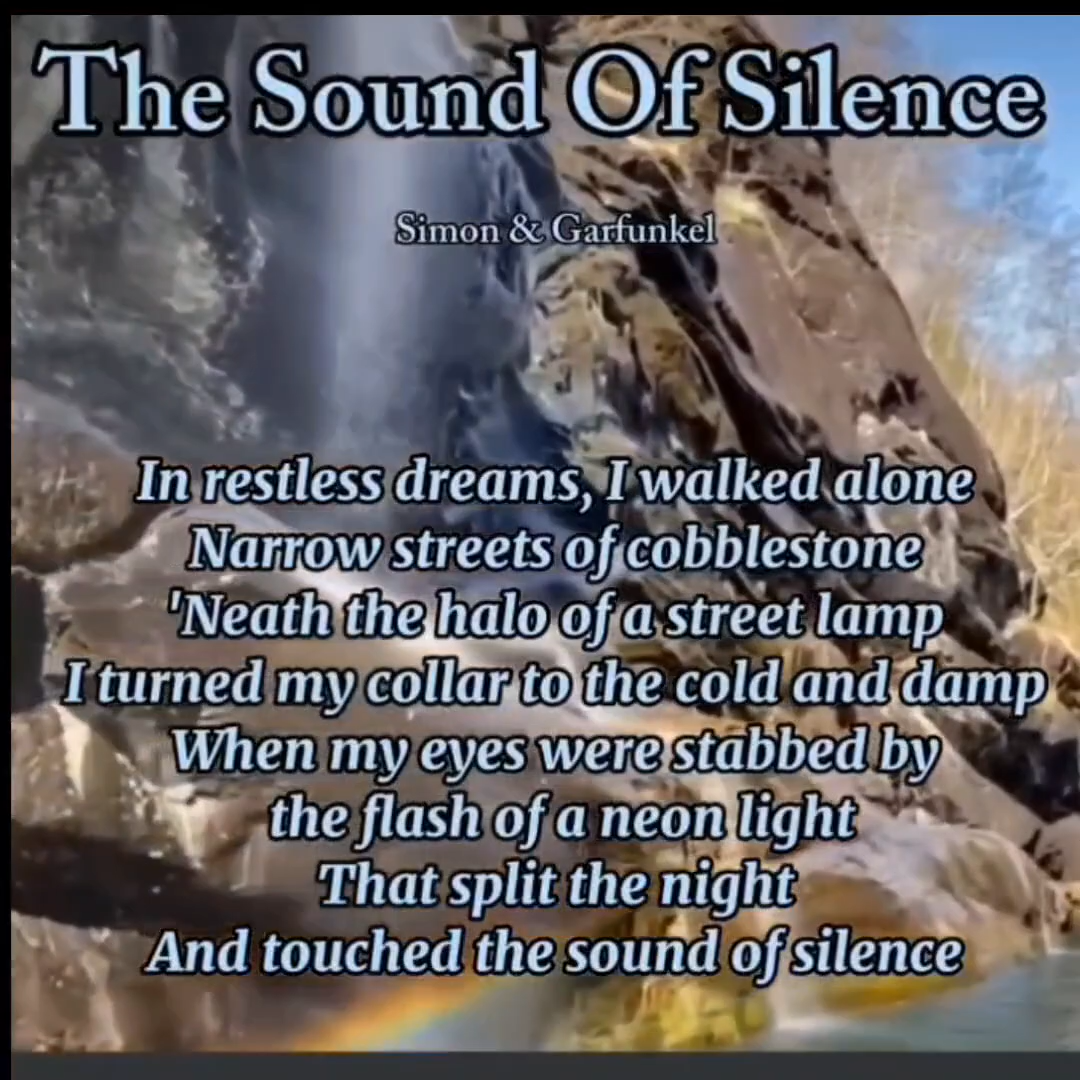 The Sound Of Silence
Simon & Garfunkel
In restless dreams, I walked alone
Narrow streets of cobblestone
'Neath the halo of a street lamp
I turned my collar to the cold and damp
When my eyes were stabbed by
the flash of a neon light
That split the night
And touched the sound of silence